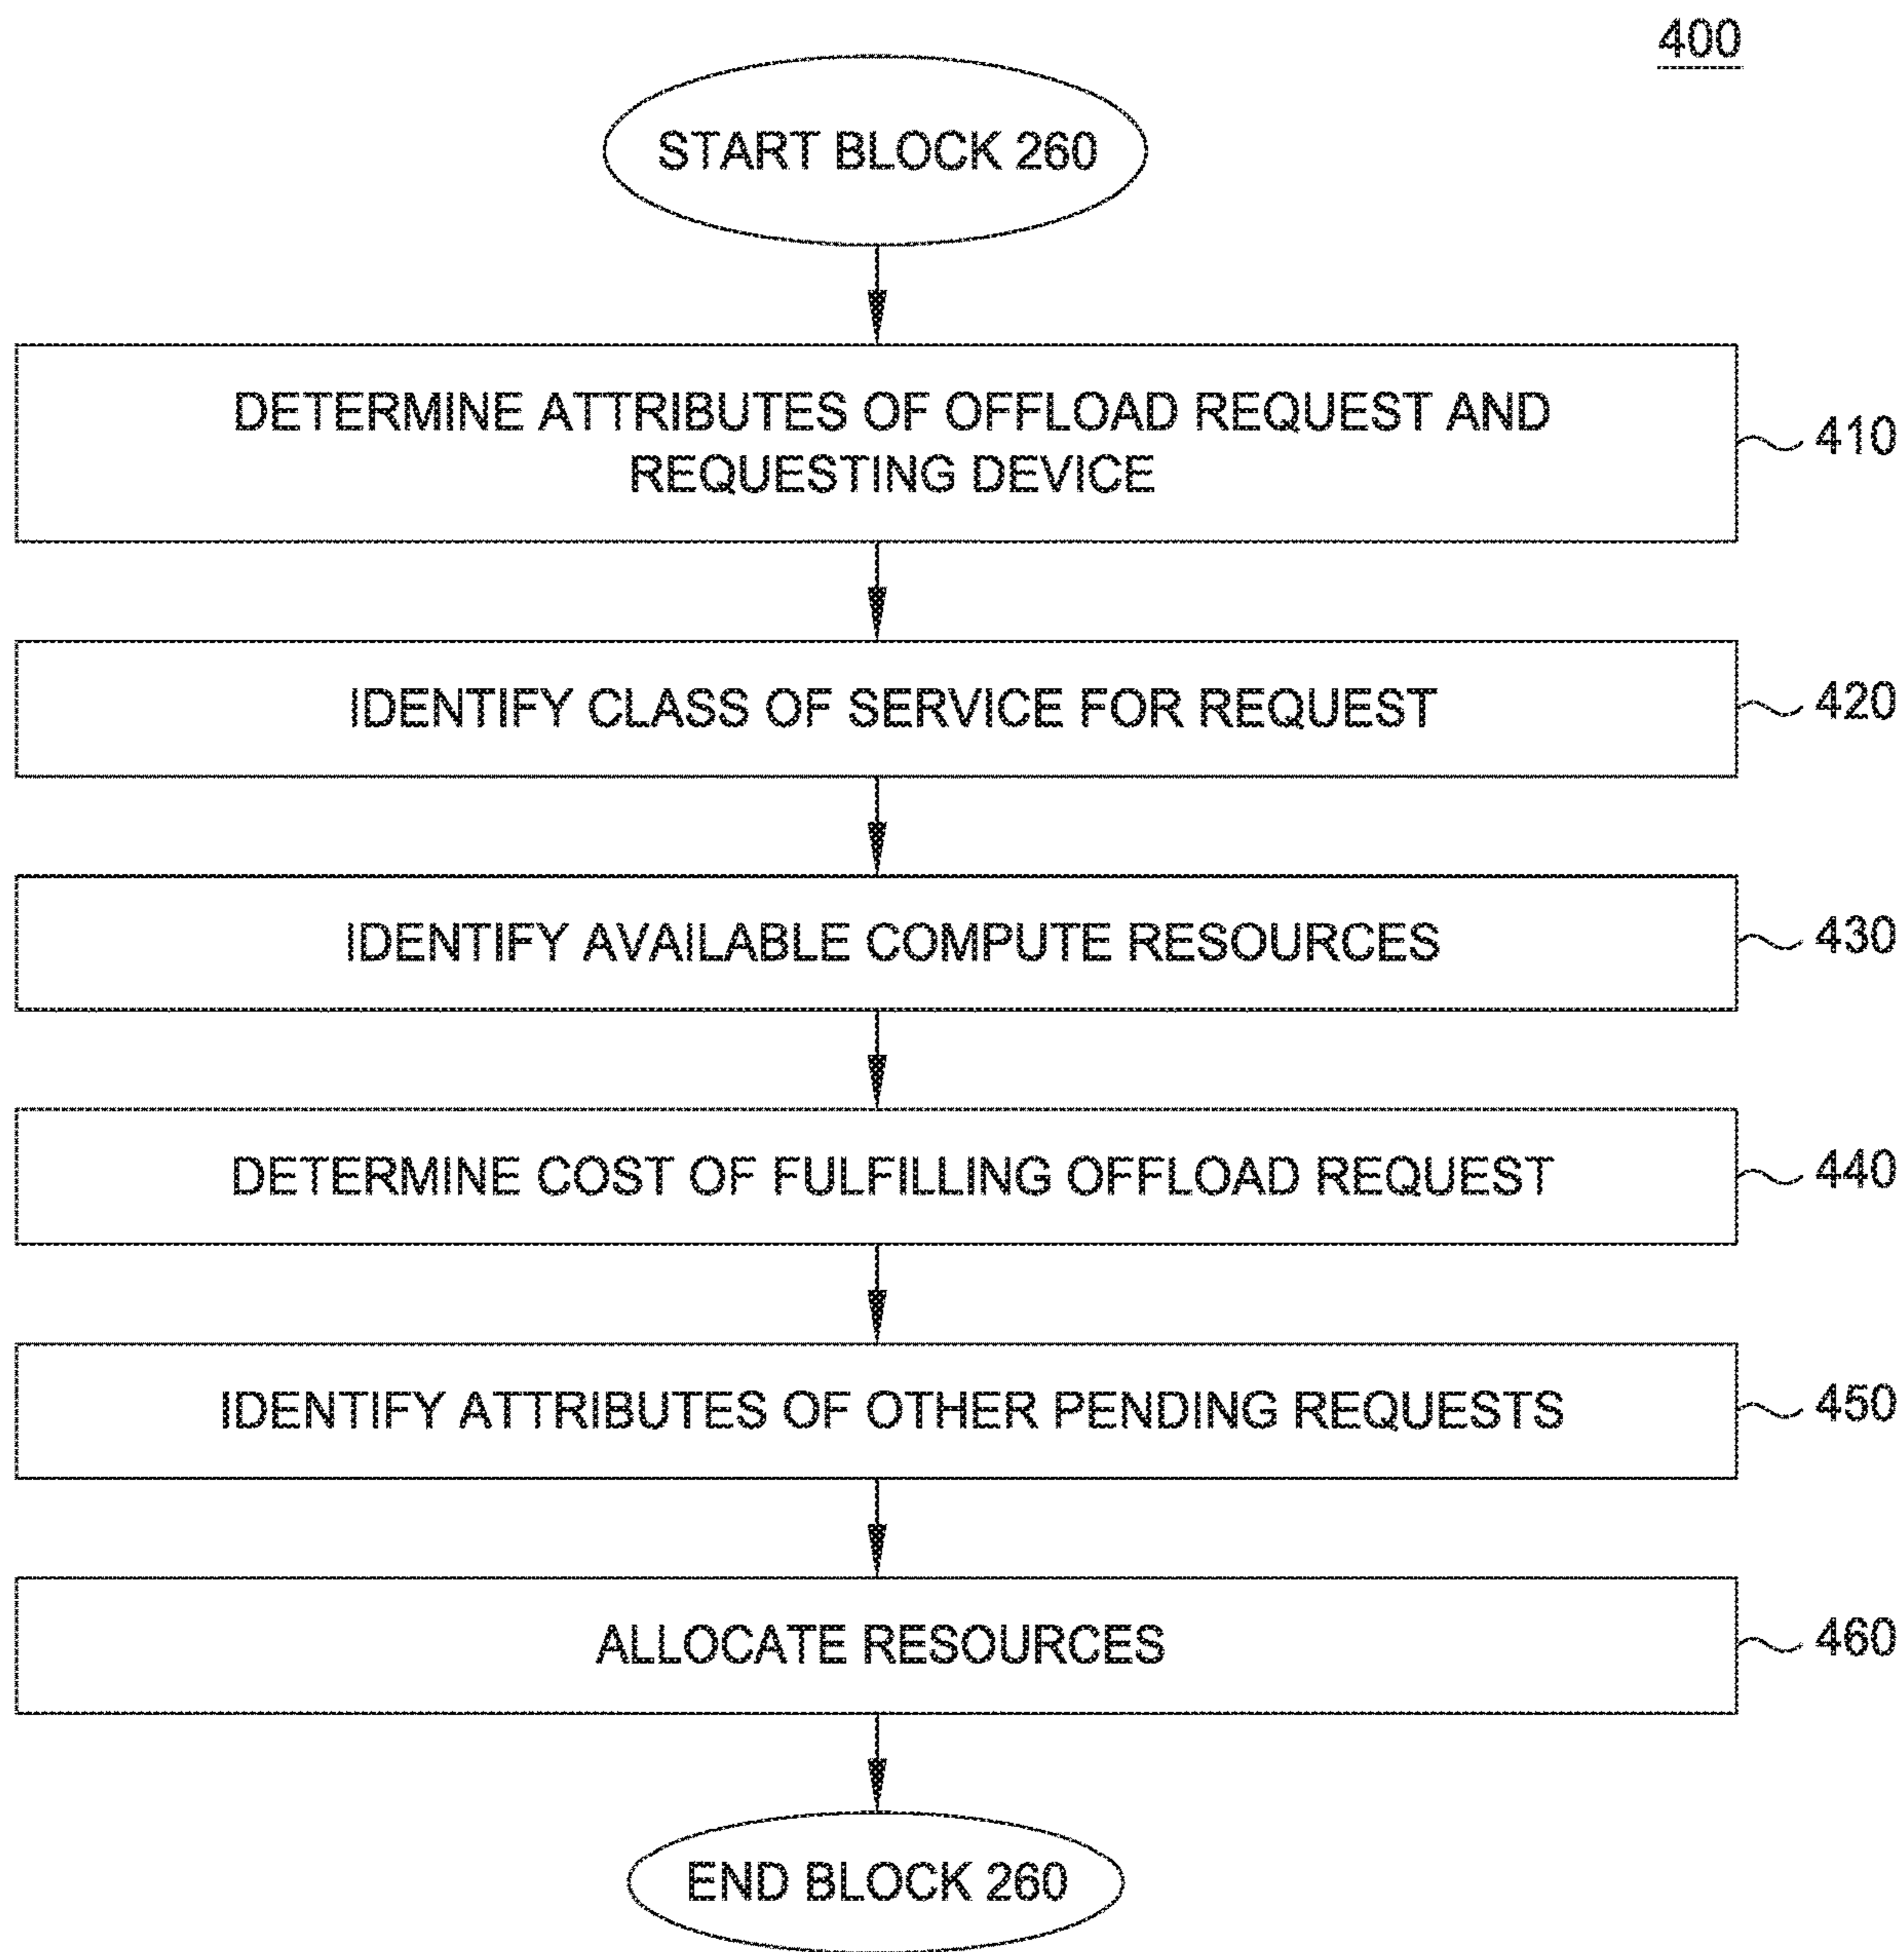 400
START BLOCK 260
DETERMINE ATTRIBUTES OF OFFLOAD REQUEST AND
REQUESTING DEVICE
410
IDENTIFY CLASS OF SERVICE FOR REQUEST
420
IDENTIFY AVAILABLE COMPUTE RESOURCES
430
DETERMINE COST OF FULFILLING OFFLOAD REQUEST
440
IDENTIFY ATTRIBUTES OF OTHER PENDING REQUESTS
450
ALLOCATE RESOURCES
460
END BLOCK 260